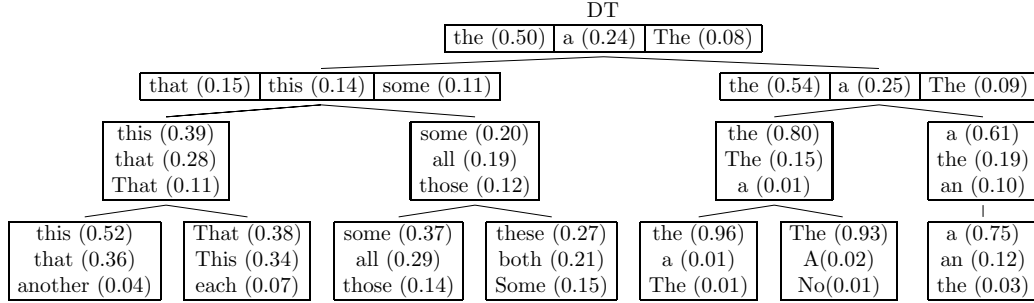 DT
the (0.50) a (0.24) The (0.08)
that (0.15) this (0.14) some (0.11) the (0.54) a (0.25) The (0.09)
this (0.39) some (0.20) the (0.80) a (0.61)
that (0.28) all (0.19) The (0.15) the (0.19)
That (0.11) those (0.12) a (0.01) an (0.10)
this (0.52) That (0.38) some (0.37) these (0.27) the (0.96) The (0.93) a (0.75)
that (0.36) This (0.34) all (0.29) both (0.21) a (0.01) A(0.02) an (0.12)
another (0.04) each (0.07) those (0.14) Some (0.15) The (0.01) No(0.01) the (0.03)